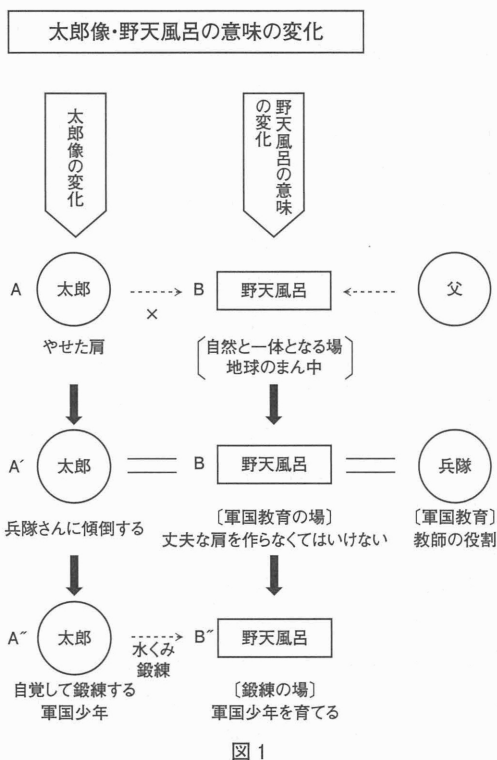 太郎像・野天風呂の意味の変化
太郎像の変化
野天風呂の意味
の変化
A
太郎
×
B
野天風呂
父
やせた肩
〔自然と一体となる場
地球のまん中〕
A′
太郎
B
野天風呂
兵隊
兵隊さんに傾倒する
〔軍国教育の場〕
丈夫な肩を作らなくてはいけない
〔軍国教育〕
教師の役割
A″
太郎
水くみ
鍛練
B″
野天風呂
自覚して鍛練する
軍国少年
〔鍛練の場〕
軍国少年を育てる
図1